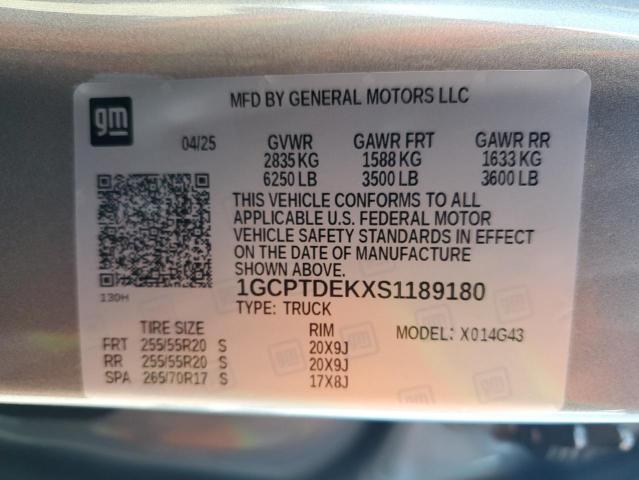 gm
MFD BY GENERAL MOTORS LLC
04/25 GVWR GAWR FRT GAWR RR
2835 KG 1588 KG 1633 KG
6250 LB 3500 LB 3600 LB
THIS VEHICLE CONFORMS TO ALL
APPLICABLE U.S. FEDERAL MOTOR
VEHICLE SAFETY STANDARDS IN EFFECT
ON THE DATE OF MANUFACTURE
SHOWN ABOVE.
130H
1GCPTDEKXS1189180
TYPE: TRUCK
TIRE SIZE RIM MODEL: X014G43
FRT 255/55R20 S 20X9J
RR 255/55R20 S 20X9J
SPA 265/70R17 S 17X8J